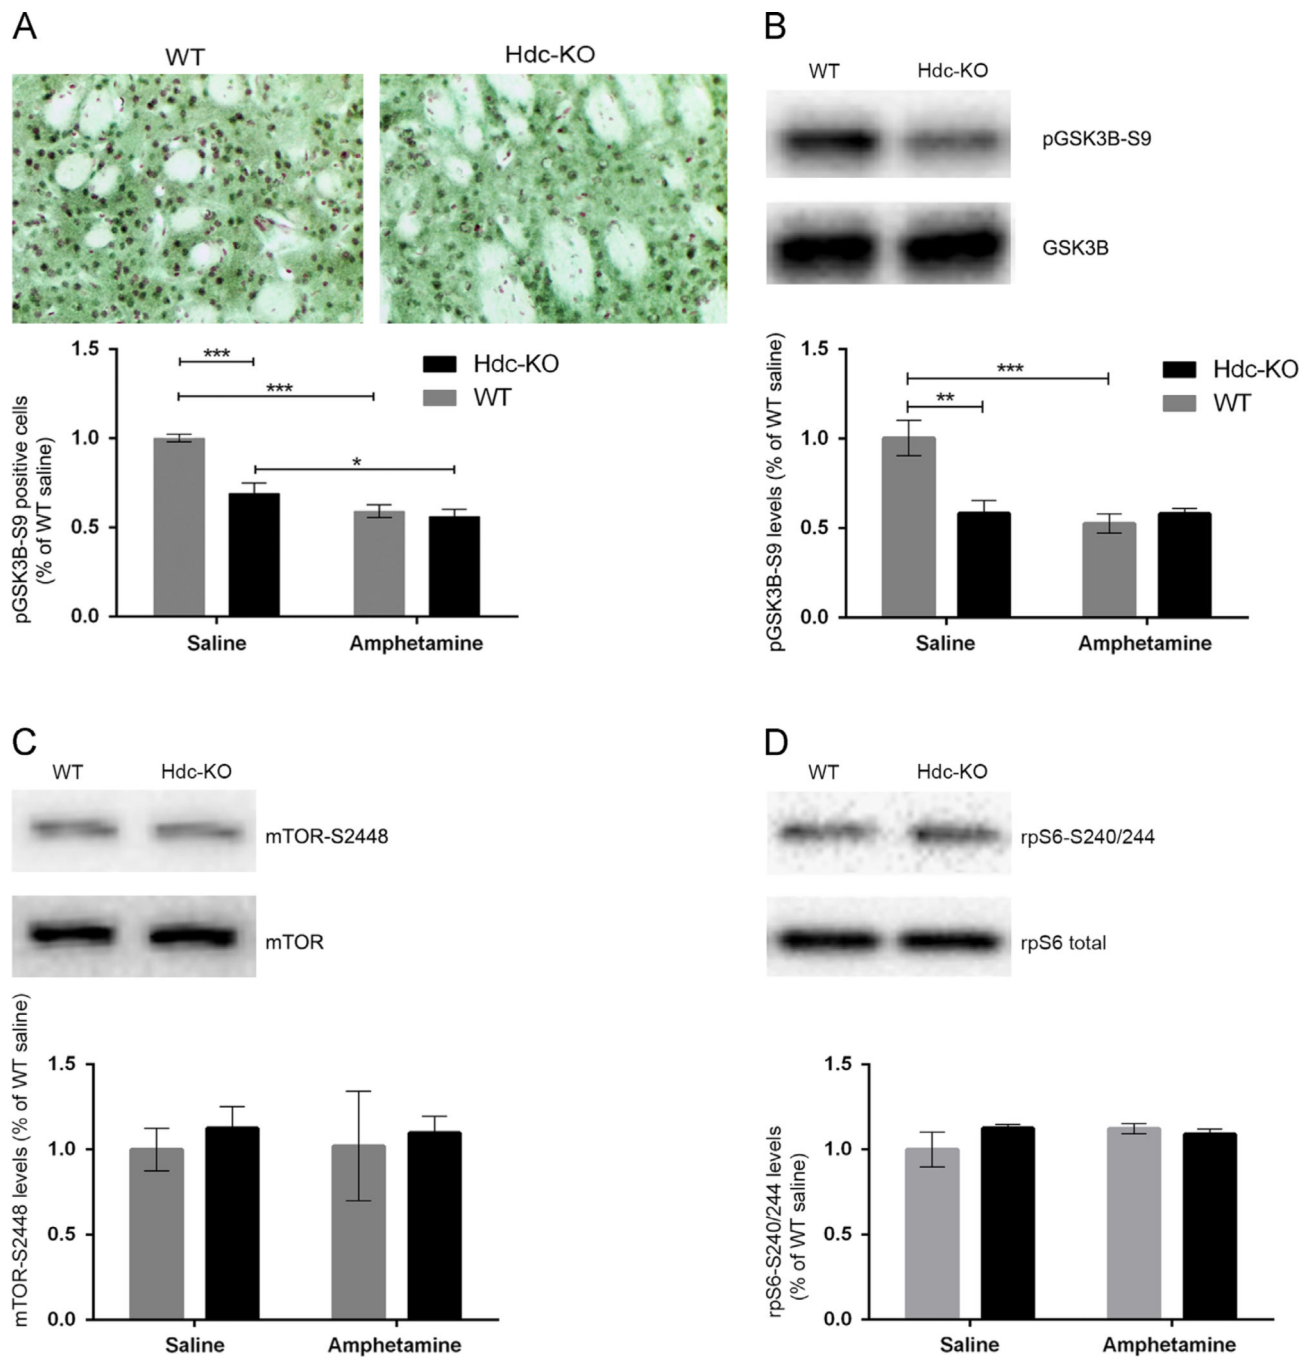 A
WT
Hdc-KO
1.5
1.0
0.5
0.0
pGSK3B-S9 positive cells
(% of WT saline)
***
***
*
Hdc-KO
WT
Saline
Amphetamine
B
WT
Hdc-KO
pGSK3B-S9
GSK3B
1.5
1.0
0.5
0.0
pGSK3B-S9 levels (% of WT saline)
***
**
Hdc-KO
WT
Saline
Amphetamine
C
WT
Hdc-KO
mTOR-S2448
mTOR
1.5
1.0
0.5
0.0
mTOR-S2448 levels (% of WT saline)
Saline
Amphetamine
D
WT
Hdc-KO
rpS6-S240/244
rpS6 total
1.5
1.0
0.5
0.0
rpS6-S240/244 levels
(% of WT saline)
Saline
Amphetamine